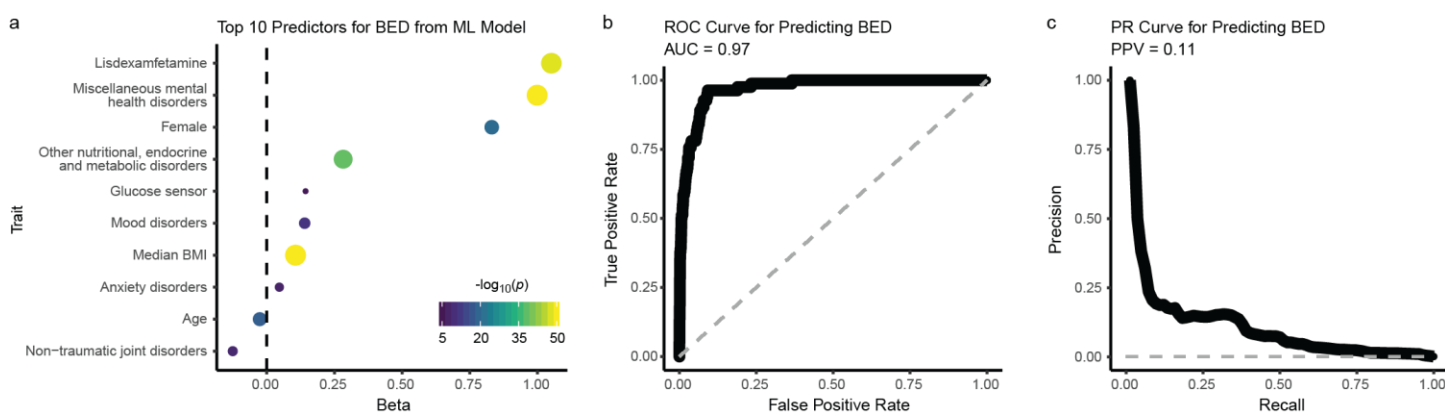 a
Top 10 Predictors for BED from ML Model
Trait
Lisdexamfetamine
Miscellaneous mental
health disorders
Female
Other nutritional, endocrine
and metabolic disorders
Glucose sensor
Mood disorders
Median BMI
Anxiety disorders
Age
Non-traumatic joint disorders
-log10(p)
5 20 35 50
0.00 0.25 0.50 0.75 1.00
Beta
b
ROC Curve for Predicting BED
AUC = 0.97
True Positive Rate
1.00
0.75
0.50
0.25
0.00
0.00 0.25 0.50 0.75 1.00
False Positive Rate
c
PR Curve for Predicting BED
PPV = 0.11
Precision
1.00
0.75
0.50
0.25
0.00
0.00 0.25 0.50 0.75 1.00
Recall